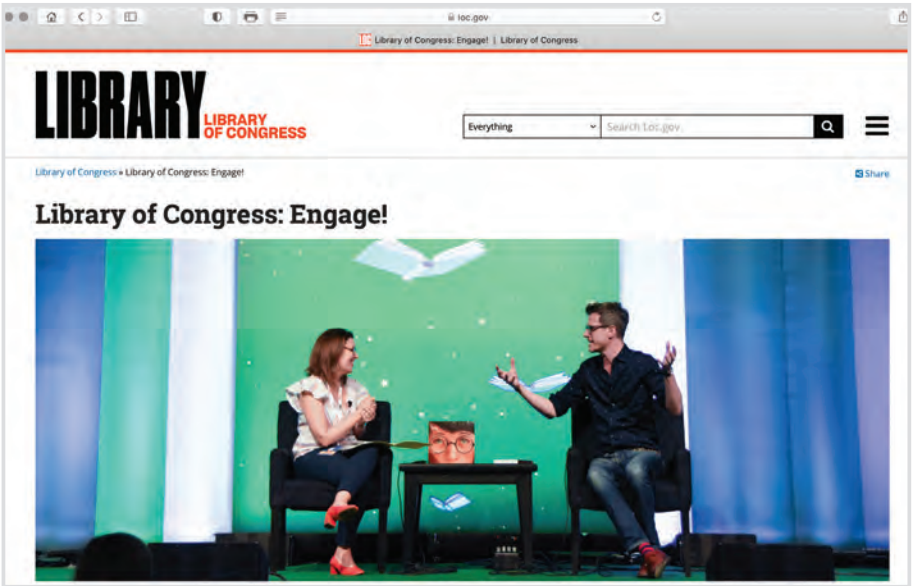 loc.gov
Library of Congress: Engage! | Library of Congress
LIBRARY
LIBRARY
OF CONGRESS
Everything
Search Loc.gov
Library of Congress » Library of Congress: Engage!
Share
Library of Congress: Engage!